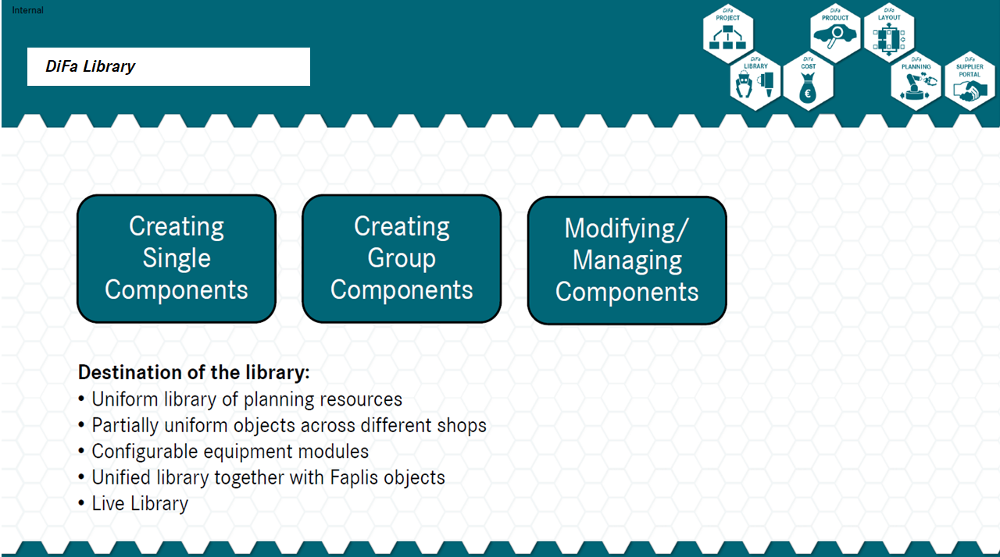 Internal
DiFa Library
DiFa
PROJECT
DiFa
PRODUCT
DiFa
LAYOUT
DiFa
LIBRARY
DiFa
COST
€
DiFa
PLANNING
DiFa
SUPPLIER
PORTAL
Creating
Single
Components
Creating
Group
Components
Modifying/
Managing
Components
Destination of the library:
• Uniform library of planning resources
• Partially uniform objects across different shops
• Configurable equipment modules
• Unified library together with Faplis objects
• Live Library